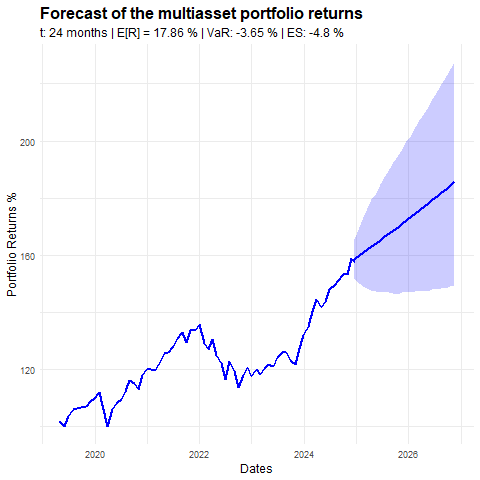 Forecast of the multiasset portfolio returns
t: 24 months | E[R] = 17.86 % | VaR: -3.65 % | ES: -4.8 %
Portfolio Returns %
200
160
120
2020 2022 2024 2026
Dates